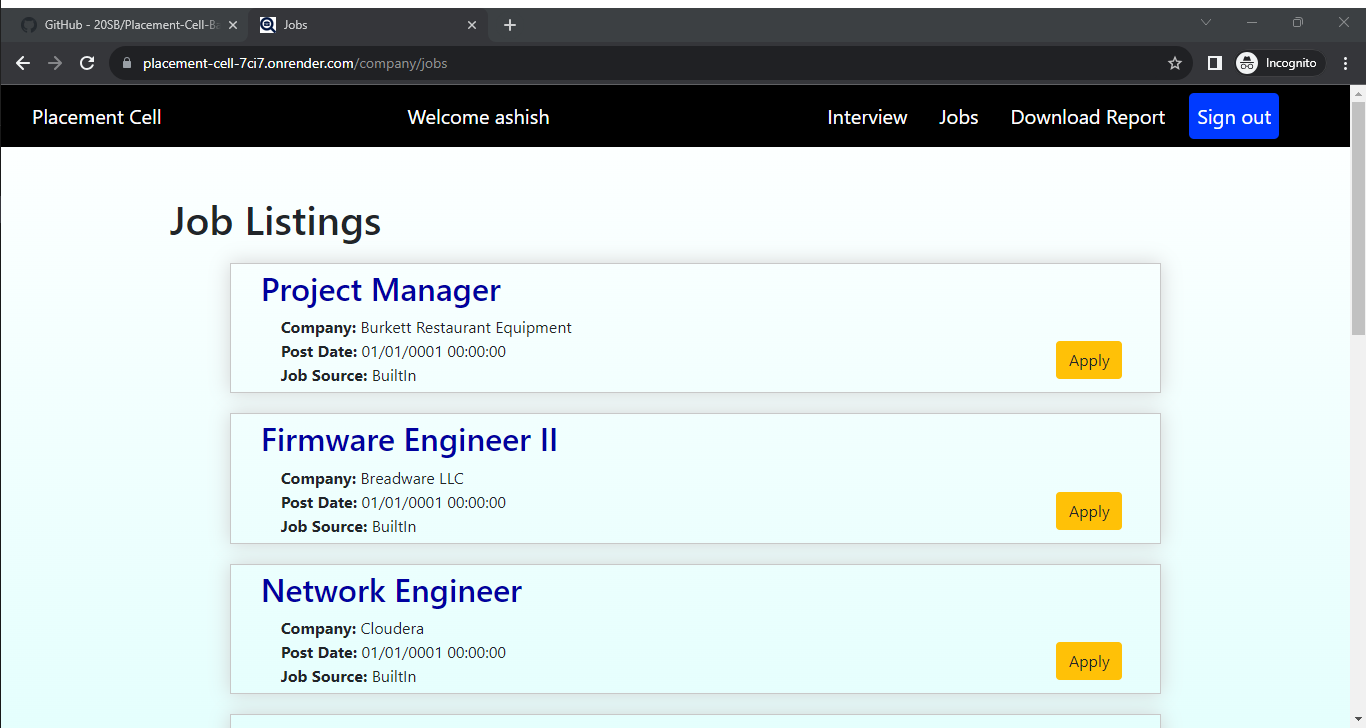 GitHub - 20SB/Placement-Cell-Ba
Jobs
placement-cell-7ci7.onrender.com/company/jobs
Incognito
Placement Cell
Welcome ashish
Interview
Jobs
Download Report
Sign out
Job Listings
Project Manager
Company: Burkett Restaurant Equipment
Post Date: 01/01/0001 00:00:00
Job Source: BuiltIn
Apply
Firmware Engineer II
Company: Breadware LLC
Post Date: 01/01/0001 00:00:00
Job Source: BuiltIn
Apply
Network Engineer
Company: Cloudera
Post Date: 01/01/0001 00:00:00
Job Source: BuiltIn
Apply